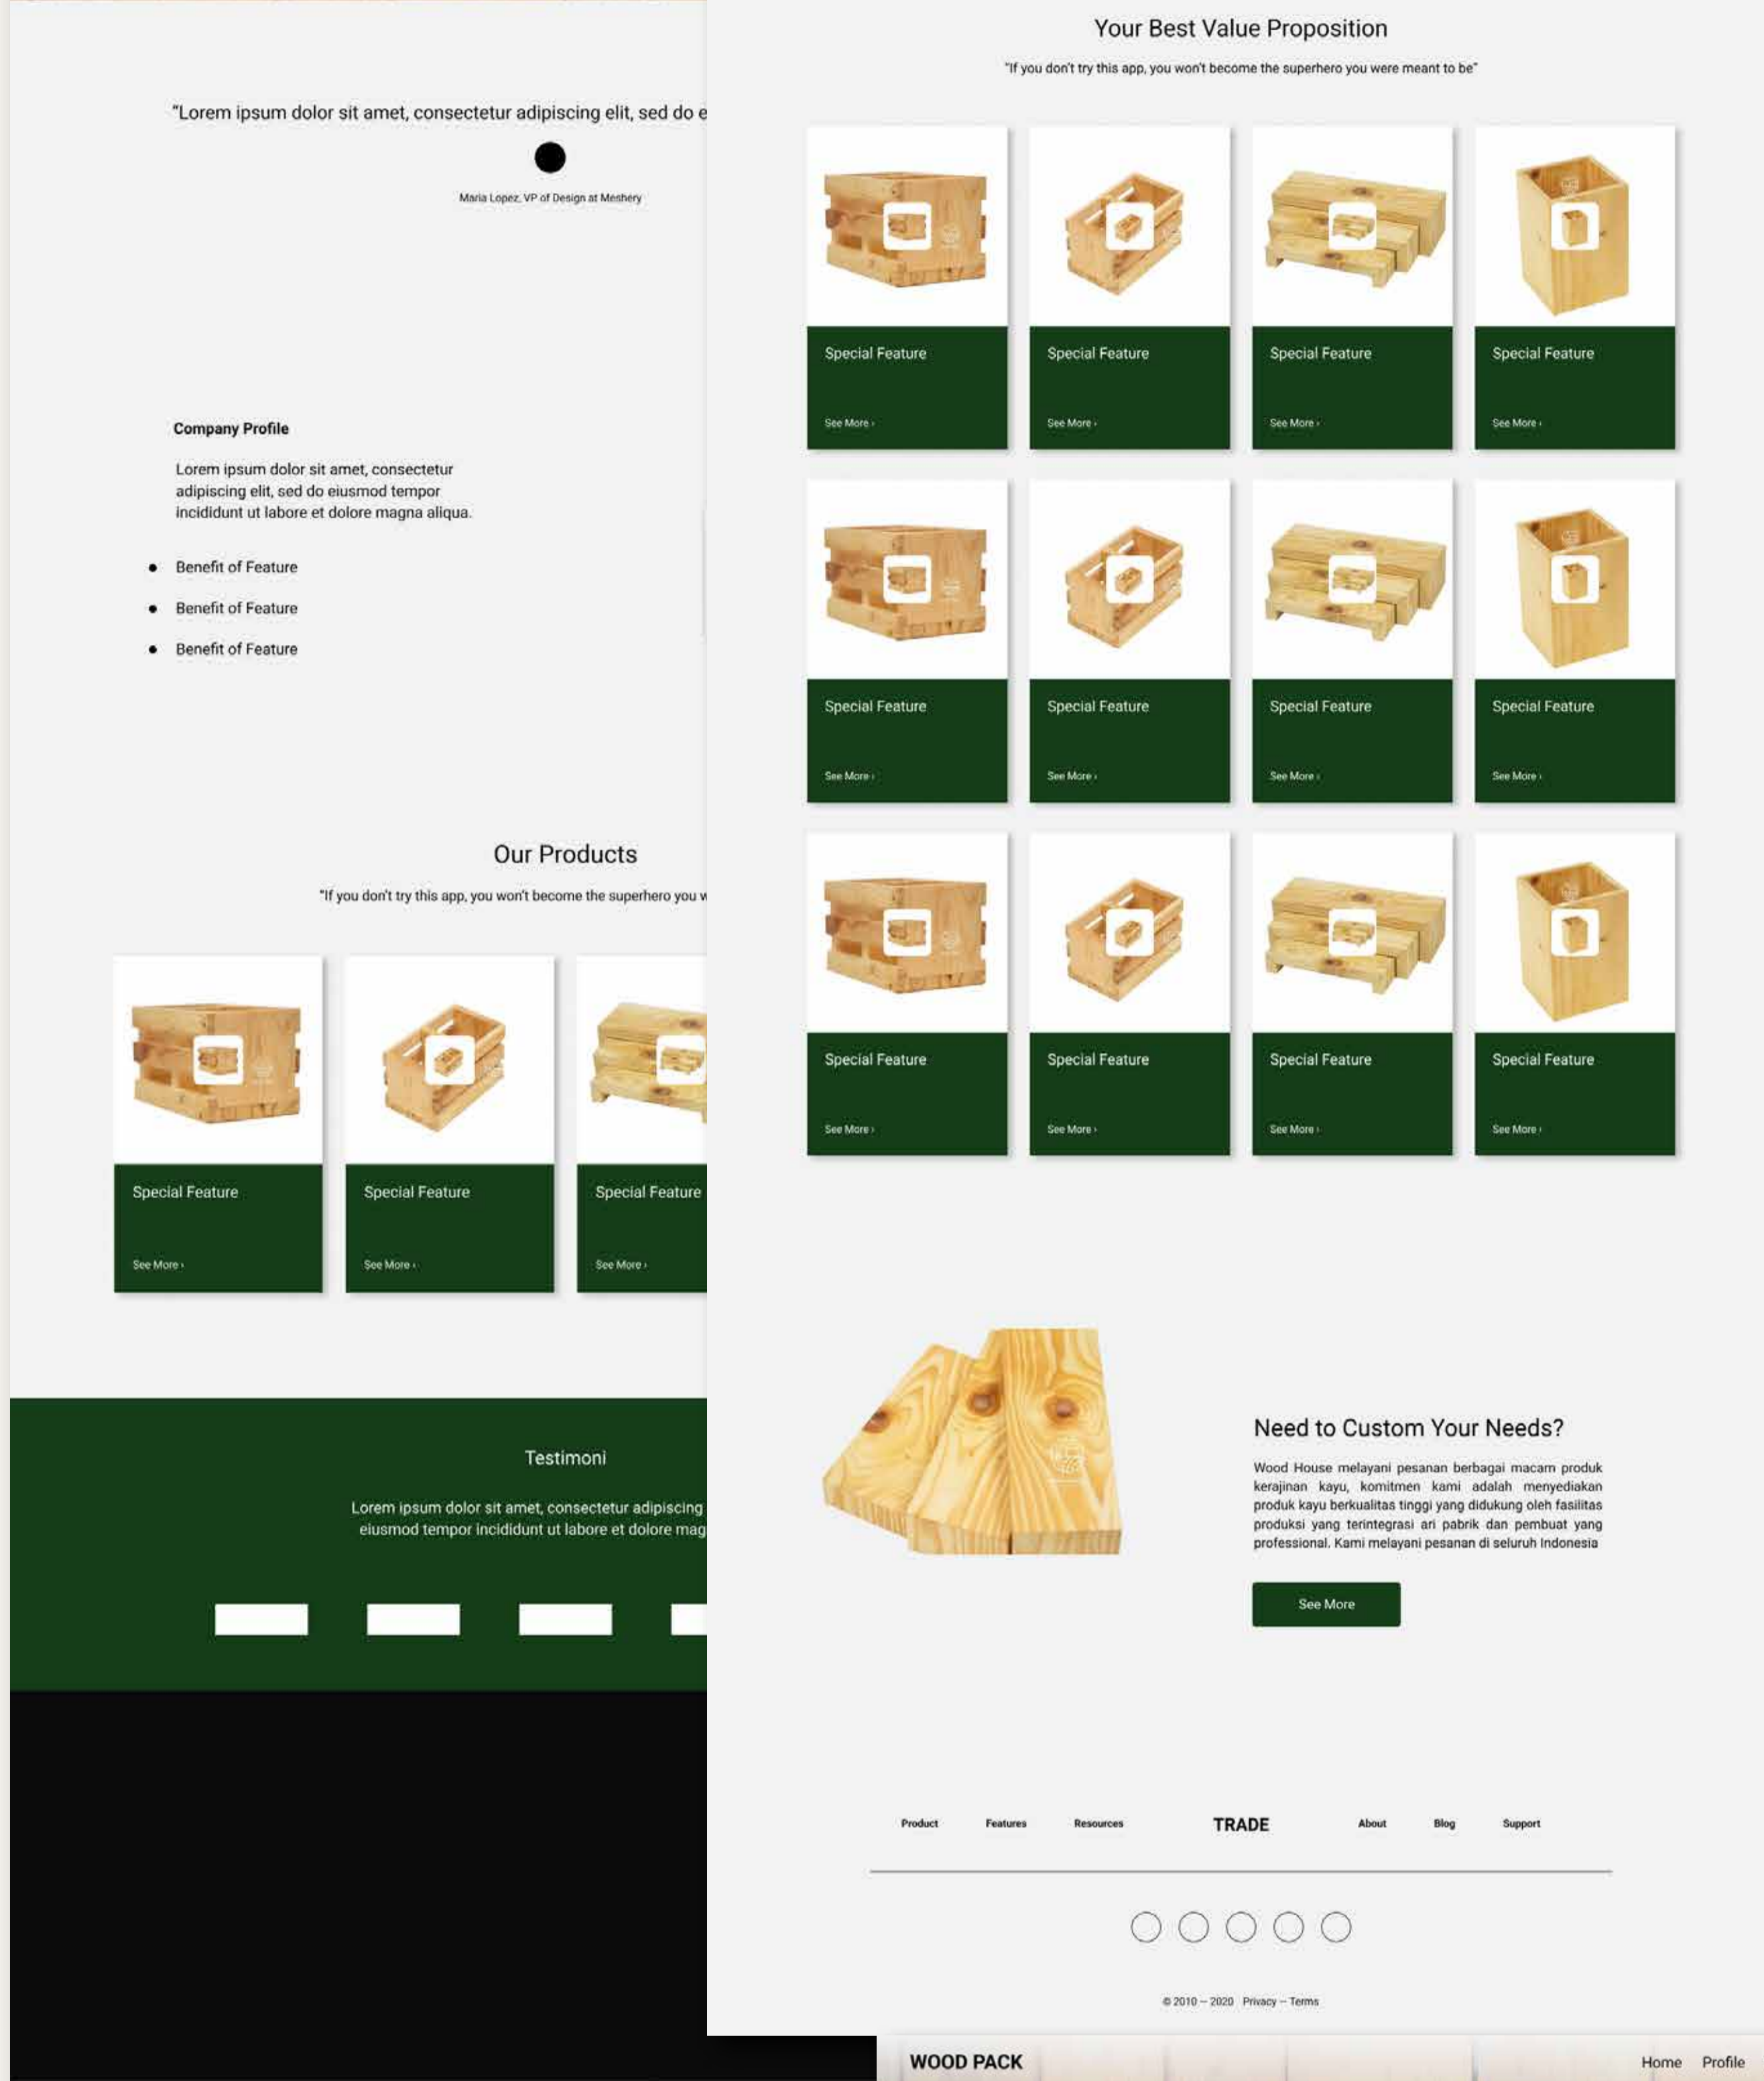 "Lorem ipsum dolor sit amet, consectetur adipiscing elit, sed do e
Maria Lopez, VP of Design at Meshery
Company Profile
Lorem ipsum dolor sit amet, consectetur
adipiscing elit, sed do eiusmod tempor
incididunt ut labore et dolore magna aliqua.
Benefit of Feature
Benefit of Feature
Benefit of Feature
Our Products
"If you don't try this app, you won't become the superhero you w
Special Feature
Special Feature
Special Feature
See More ›
See More ›
See More ›
Testimoni
Lorem ipsum dolor sit amet, consectetur adipiscing
eiusmod tempor incididunt ut labore et dolore mag
Your Best Value Proposition
"If you don't try this app, you won't become the superhero you were meant to be"
Special Feature
Special Feature
Special Feature
Special Feature
See More ›
See More ›
See More ›
See More ›
Special Feature
Special Feature
Special Feature
Special Feature
See More ›
See More ›
See More ›
See More ›
Special Feature
Special Feature
Special Feature
Special Feature
See More ›
See More ›
See More ›
See More ›
Need to Custom Your Needs?
Wood House melayani pesanan berbagai macam produk
kerajinan kayu, komitmen kami adalah menyediakan
produk kayu berkualitas tinggi yang didukung oleh fasilitas
produksi yang terintegrasi ari pabrik dan pembuat yang
professional. Kami melayani pesanan di seluruh Indonesia
See More
Product Features Resources TRADE About Blog Support
© 2010 — 2020 Privacy — Terms
WOOD PACK Home Profile